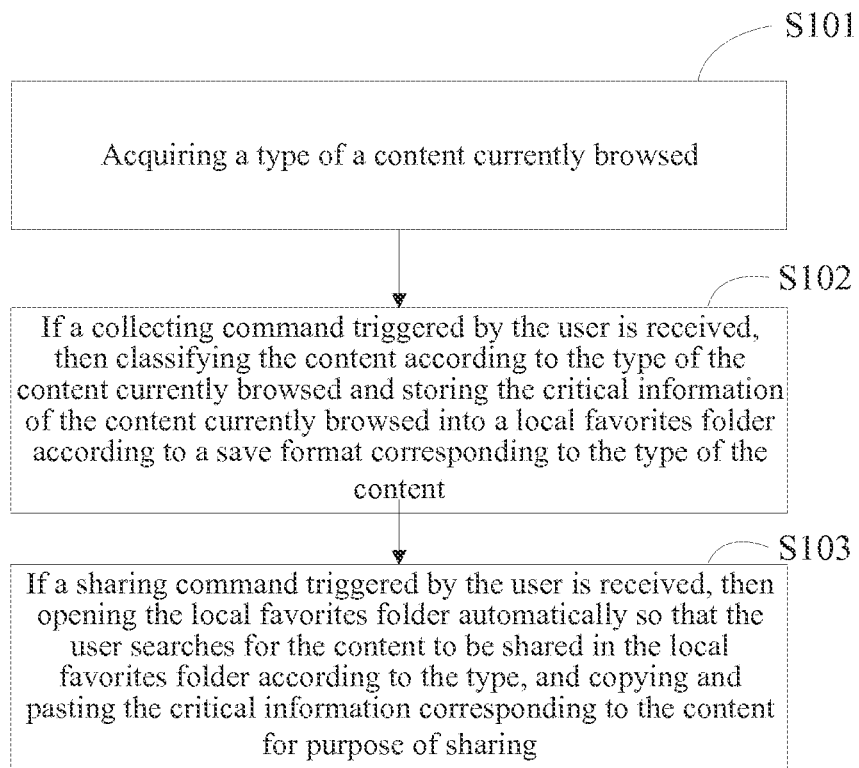 S101
Acquiring a type of a content currently browsed
S102
If a collecting command triggered by the user is received,
then classifying the content according to the type of the
content currently browsed and storing the critical information
of the content currently browsed into a local favorites folder
according to a save format corresponding to the type of the
content
S103
If a sharing command triggered by the user is received, then
opening the local favorites folder automatically so that the
user searches for the content to be shared in the local
favorites folder according to the type, and copying and
pasting the critical information corresponding to the content
for purpose of sharing